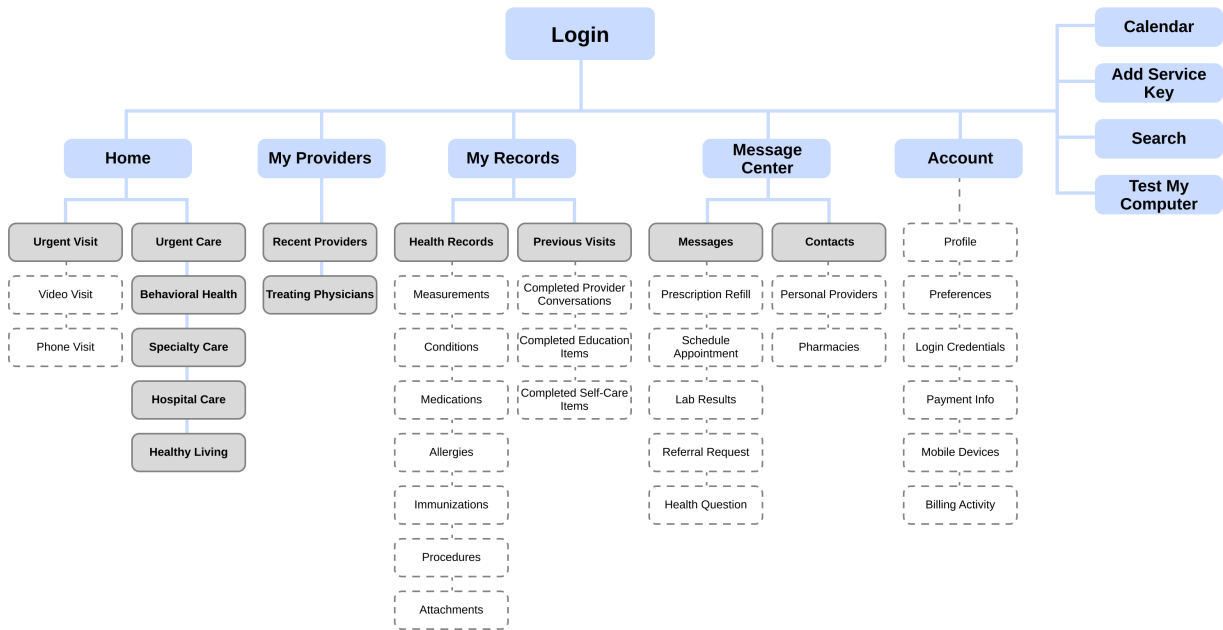 Login
Calendar
Add Service
Key
Search
Test My
Computer
Home
My Providers
My Records
Message
Center
Account
Urgent Visit
Video Visit
Phone Visit
Urgent Care
Behavioral Health
Specialty Care
Hospital Care
Healthy Living
Recent Providers
Treating Physicians
Health Records
Measurements
Conditions
Medications
Allergies
Immunizations
Procedures
Attachments
Previous Visits
Completed Provider
Conversations
Completed Education
Items
Completed Self-Care
Items
Messages
Prescription Refill
Schedule
Appointment
Lab Results
Referral Request
Health Question
Contacts
Personal Providers
Pharmacies
Profile
Preferences
Login Credentials
Payment Info
Mobile Devices
Billing Activity